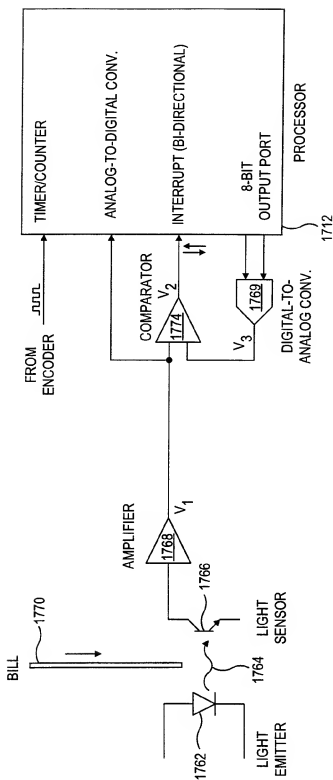 BILL
1770
LIGHT
EMITTER
1762
1764
LIGHT
SENSOR
1766
AMPLIFIER
1768
V1
FROM
ENCODER
COMPARATOR
1774
V2
V3
1769
DIGITAL-TO-
ANALOG CONV.
TIMER/COUNTER
ANALOG-TO-DIGITAL CONV.
INTERRUPT (BI-DIRECTIONAL)
8-BIT
OUTPUT PORT
PROCESSOR
1712